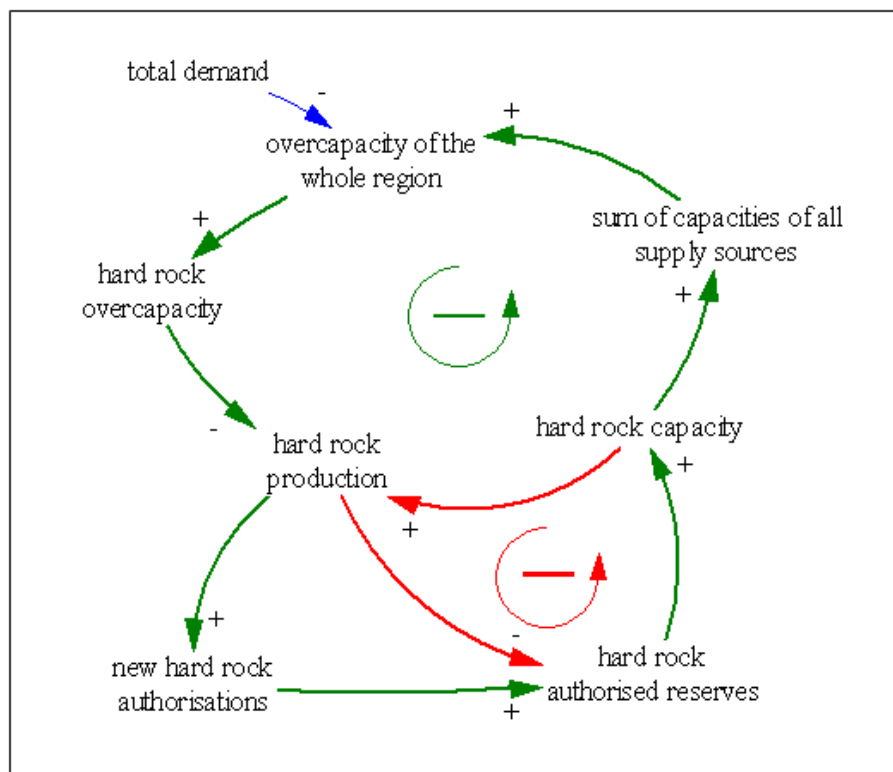 total demand
-
+
overcapacity of the
whole region
+
sum of capacities of all
supply sources
hard rock
overcapacity
+
-
hard rock capacity
hard rock
production
+
+
-
+
new hard rock
authorisations
hard rock
authorised reserves
+